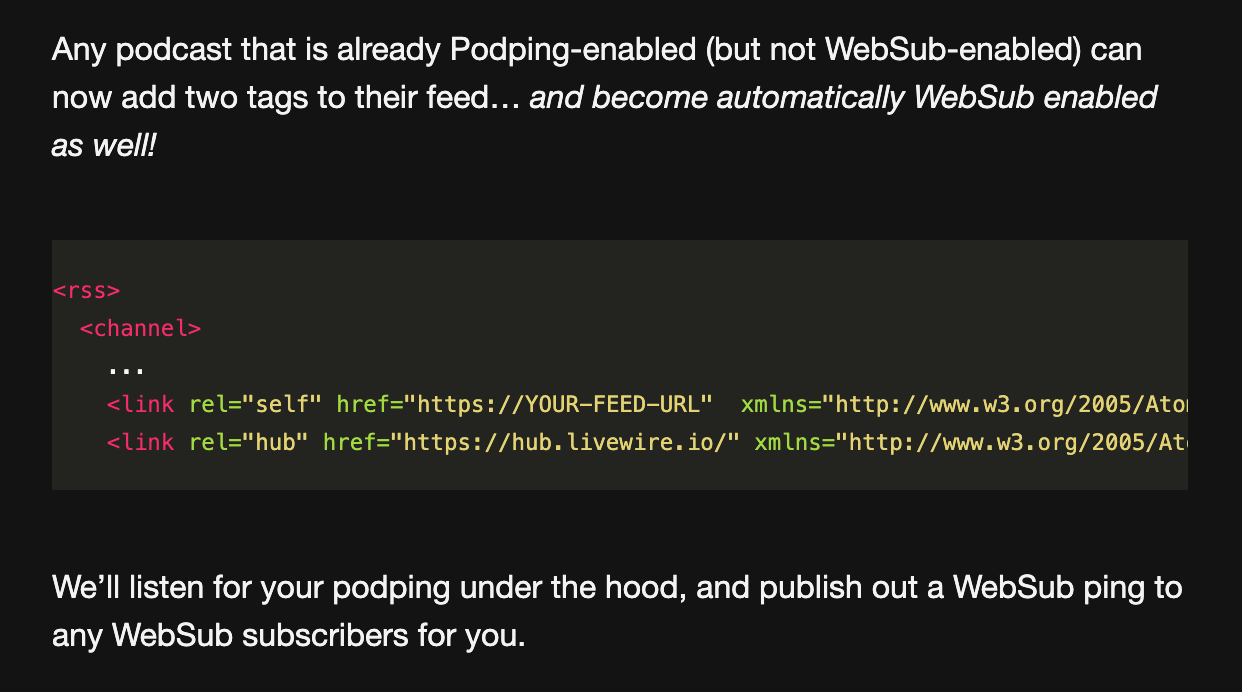 Any podcast that is already Podping-enabled (but not WebSub-enabled) can
now add two tags to their feed… and become automatically WebSub enabled
as well!
<rss>
<channel>
...
<link rel="self" href="https://YOUR-FEED-URL"  xmlns="http://www.w3.org/2005/Ato
<link rel="hub" href="https://hub.livewire.io/" xmlns="http://www.w3.org/2005/At
We’ll listen for your podping under the hood, and publish out a WebSub ping to
any WebSub subscribers for you.